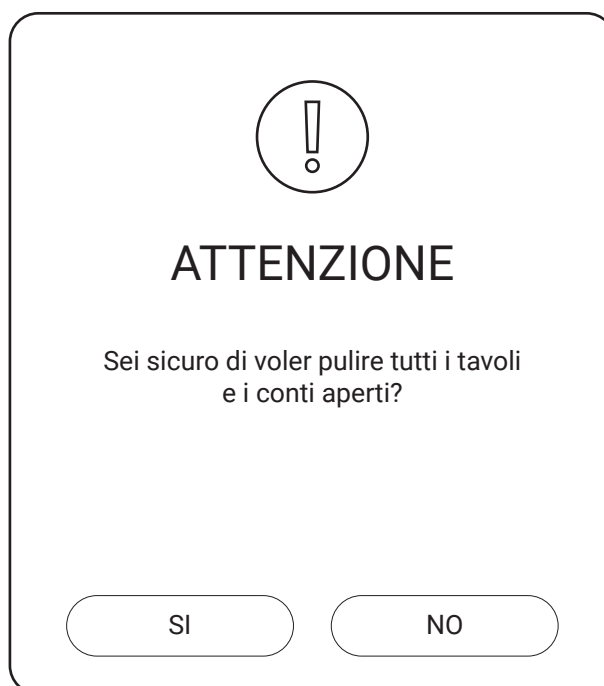 ATTENZIONE
Sei sicuro di voler pulire tutti i tavoli
e i conti aperti?
SI
NO